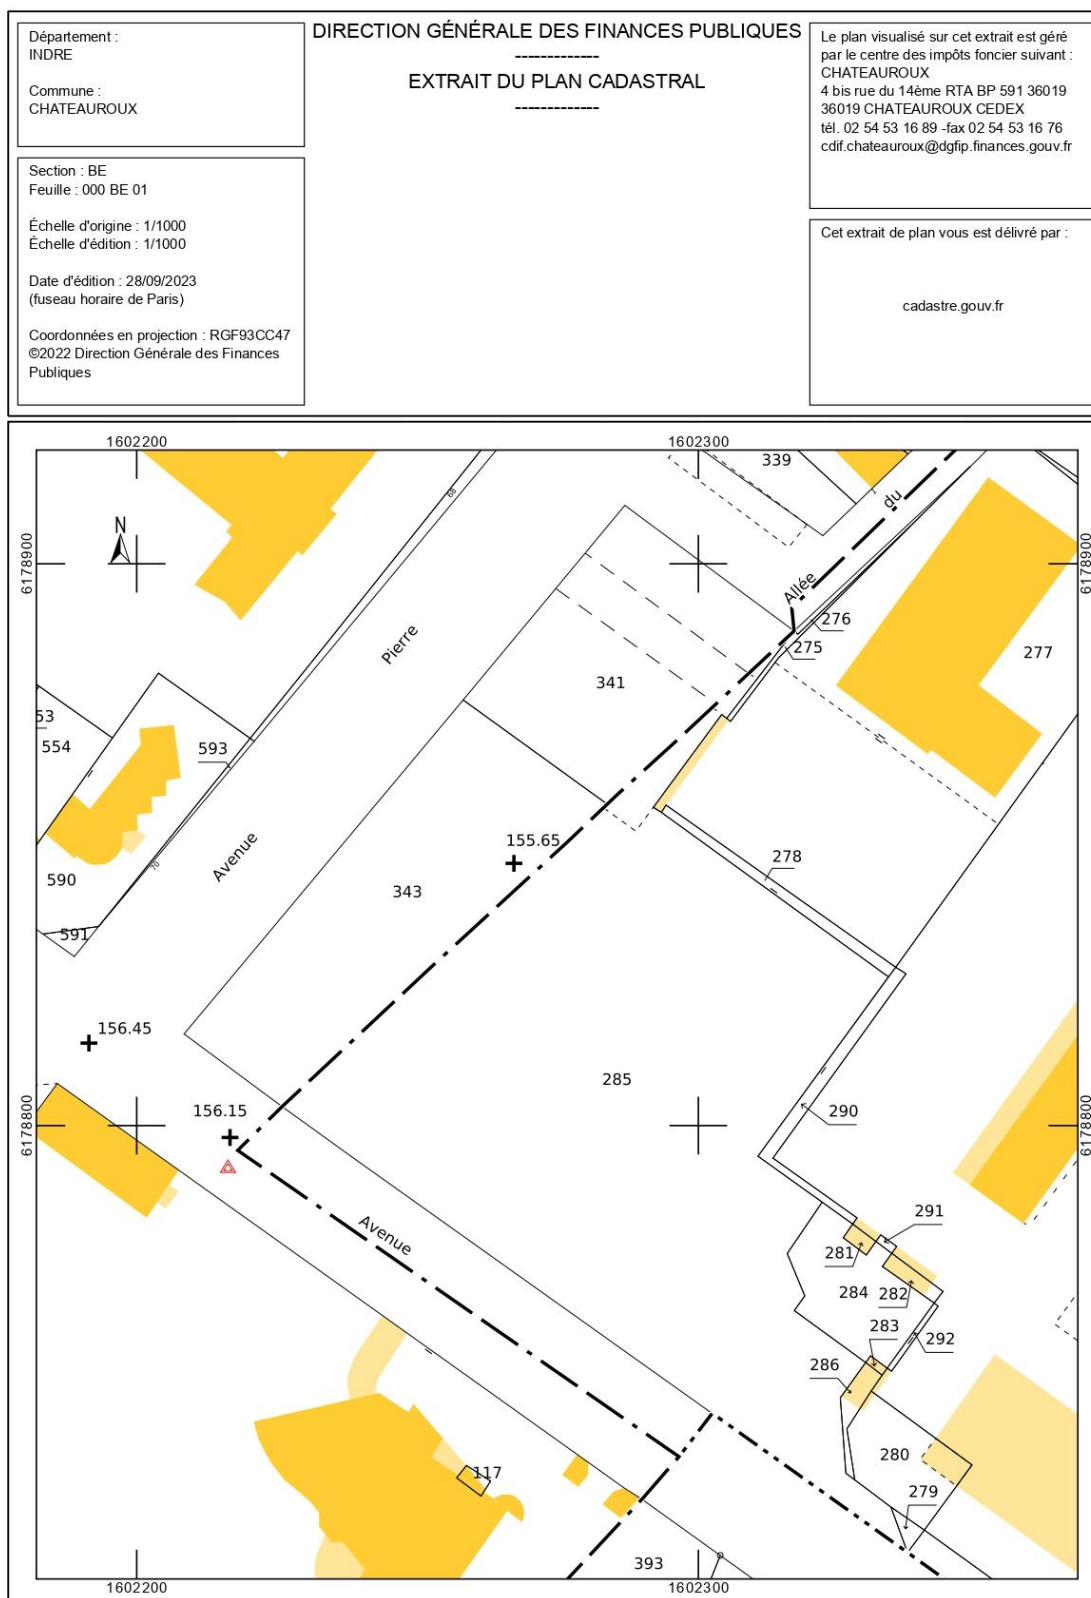 Département :
INDRE
Commune :
CHATEAUROUX
Section : BE
Feuille : 000 BE 01
Échelle d'origine : 1/1000
Échelle d'édition : 1/1000
Date d'édition : 28/09/2023
(fuseau horaire de Paris)
Coordonnées en projection : RGF93CC47
©2022 Direction Générale des Finances
Publiques
DIRECTION GÉNÉRALE DES FINANCES PUBLIQUES
-------------
EXTRAIT DU PLAN CADASTRAL
-------------
Le plan visualisé sur cet extrait est géré
par le centre des impôts foncier suivant :
CHATEAUROUX
4 bis rue du 14ème RTA BP 591 36019
36019 CHATEAUROUX CEDEX
tél. 02 54 53 16 89 -fax 02 54 53 16 76
cdif.chateauroux@dgfip.finances.gouv.fr
Cet extrait de plan vous est délivré par :
cadastre.gouv.fr
1602200
1602300
339
du
68
N
6178900
6178900
Allée
276
275
277
Pierre
341
53
554
593
155.65
Avenue
278
70
590
343
591
156.45
285
156.15
290
6178800
6178800
291
Avenue
281
284
282
283
292
286
280
117
279
393
1602200
1602300